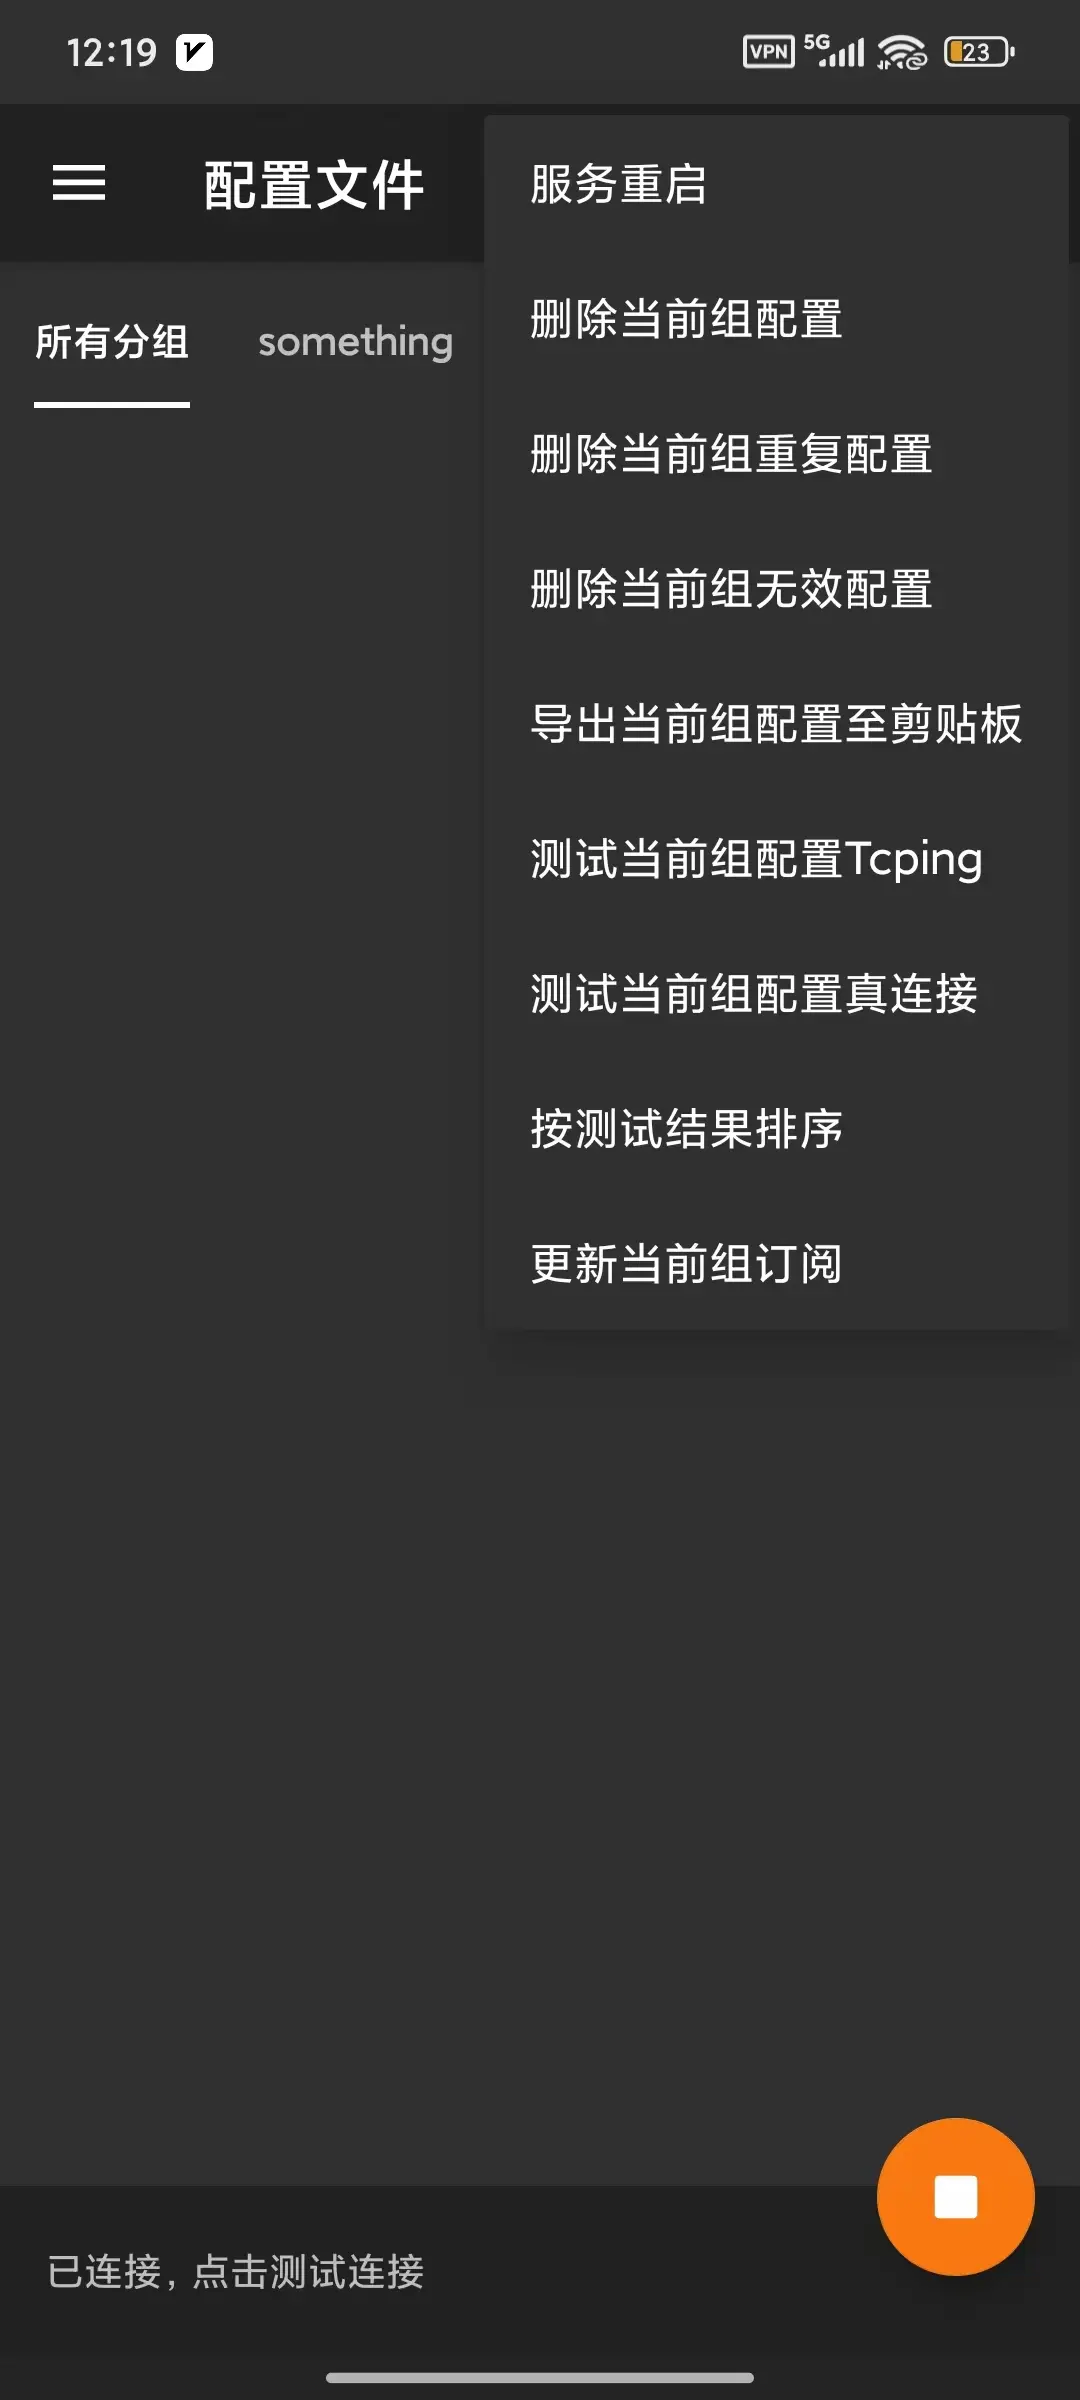 12:19
VPN 5G 23
配置文件
所有分组 something
服务重启
删除当前组配置
删除当前组重复配置
删除当前组无效配置
导出当前组配置至剪贴板
测试当前组配置Tcping
测试当前组配置真连接
按测试结果排序
更新当前组订阅
已连接，点击测试连接